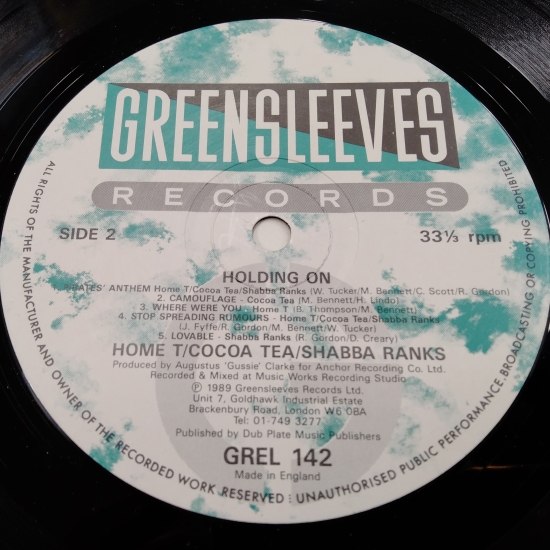 GREENSLEEVES
RECORDS
SIDE 2
33⅓ rpm
HOLDING ON
PIRATES' ANTHEM Home T/Cocoa Tea/Shabba Ranks (W. Tucker/M. Bennett/C. Scott/R. Gordon)
2. CAMOUFLAGE - Cocoa Tea (M. Bennett/H. Lindo)
3. WHERE WERE YOU - Home T (B. Thompson/M. Bennett)
4. STOP SPREADING RUMOURS - Home T/Cocoa Tea/Shabba Ranks
(J. Fyffe/R. Gordon/M. Bennett/W. Tucker)
5. LOVABLE - Shabba Ranks (R. Gordon/D. Creary)
HOME T/COCOA TEA/SHABBA RANKS
Produced by Augustus 'Gussie' Clarke for Anchor Recording Co. Ltd.
Recorded & Mixed at Music Works Recording Studio
℗ 1989 Greensleeves Records Ltd.
Unit 7, Goldhawk Industrial Estate
Brackenbury Road, London W6 0BA
Tel: 01-749 3277
Published by Dub Plate Music Publishers
GREL 142
Made in England
ALL RIGHTS OF THE MANUFACTURER AND OWNER OF THE RECORDED WORK RESERVED : UNAUTHORISED PUBLIC PERFORMANCE, BROADCASTING OR COPYING PROHIBITED